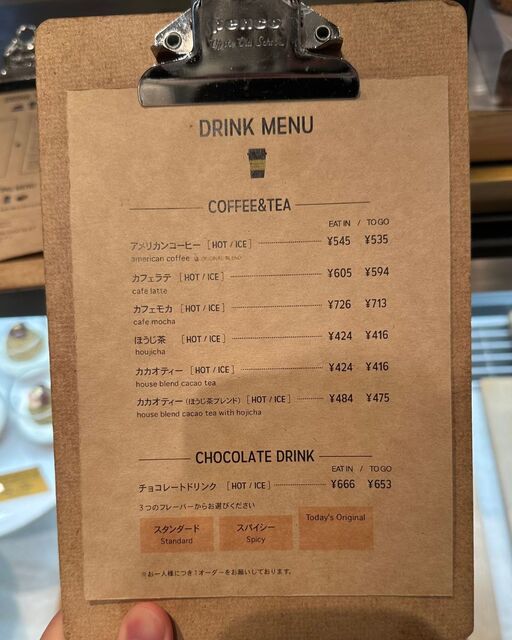 penco
DRINK MENU
COFFEE&TEA
EAT IN / TO GO
アメリカンコーヒー [HOT / ICE] ¥545 ¥535
american coffee ORIGINAL BLEND
カフェラテ [HOT / ICE] ¥605 ¥594
cafe latte
カフェモカ [HOT / ICE] ¥726 ¥713
cafe mocha
ほうじ茶 [HOT / ICE] ¥424 ¥416
houjicha
カカオティー [HOT / ICE] ¥424 ¥416
house blend cacao tea
カカオティー (ほうじ茶ブレンド) [HOT / ICE] ¥484 ¥475
house blend cacao tea with hojicha
CHOCOLATE DRINK
EAT IN / TO GO
チョコレートドリンク [HOT / ICE] ¥666 ¥653
3つのフレーバーからお選びください
スタンダード スパイシー Today's Original
Standard Spicy
※お一人様につき1オーダーをお願いしております。